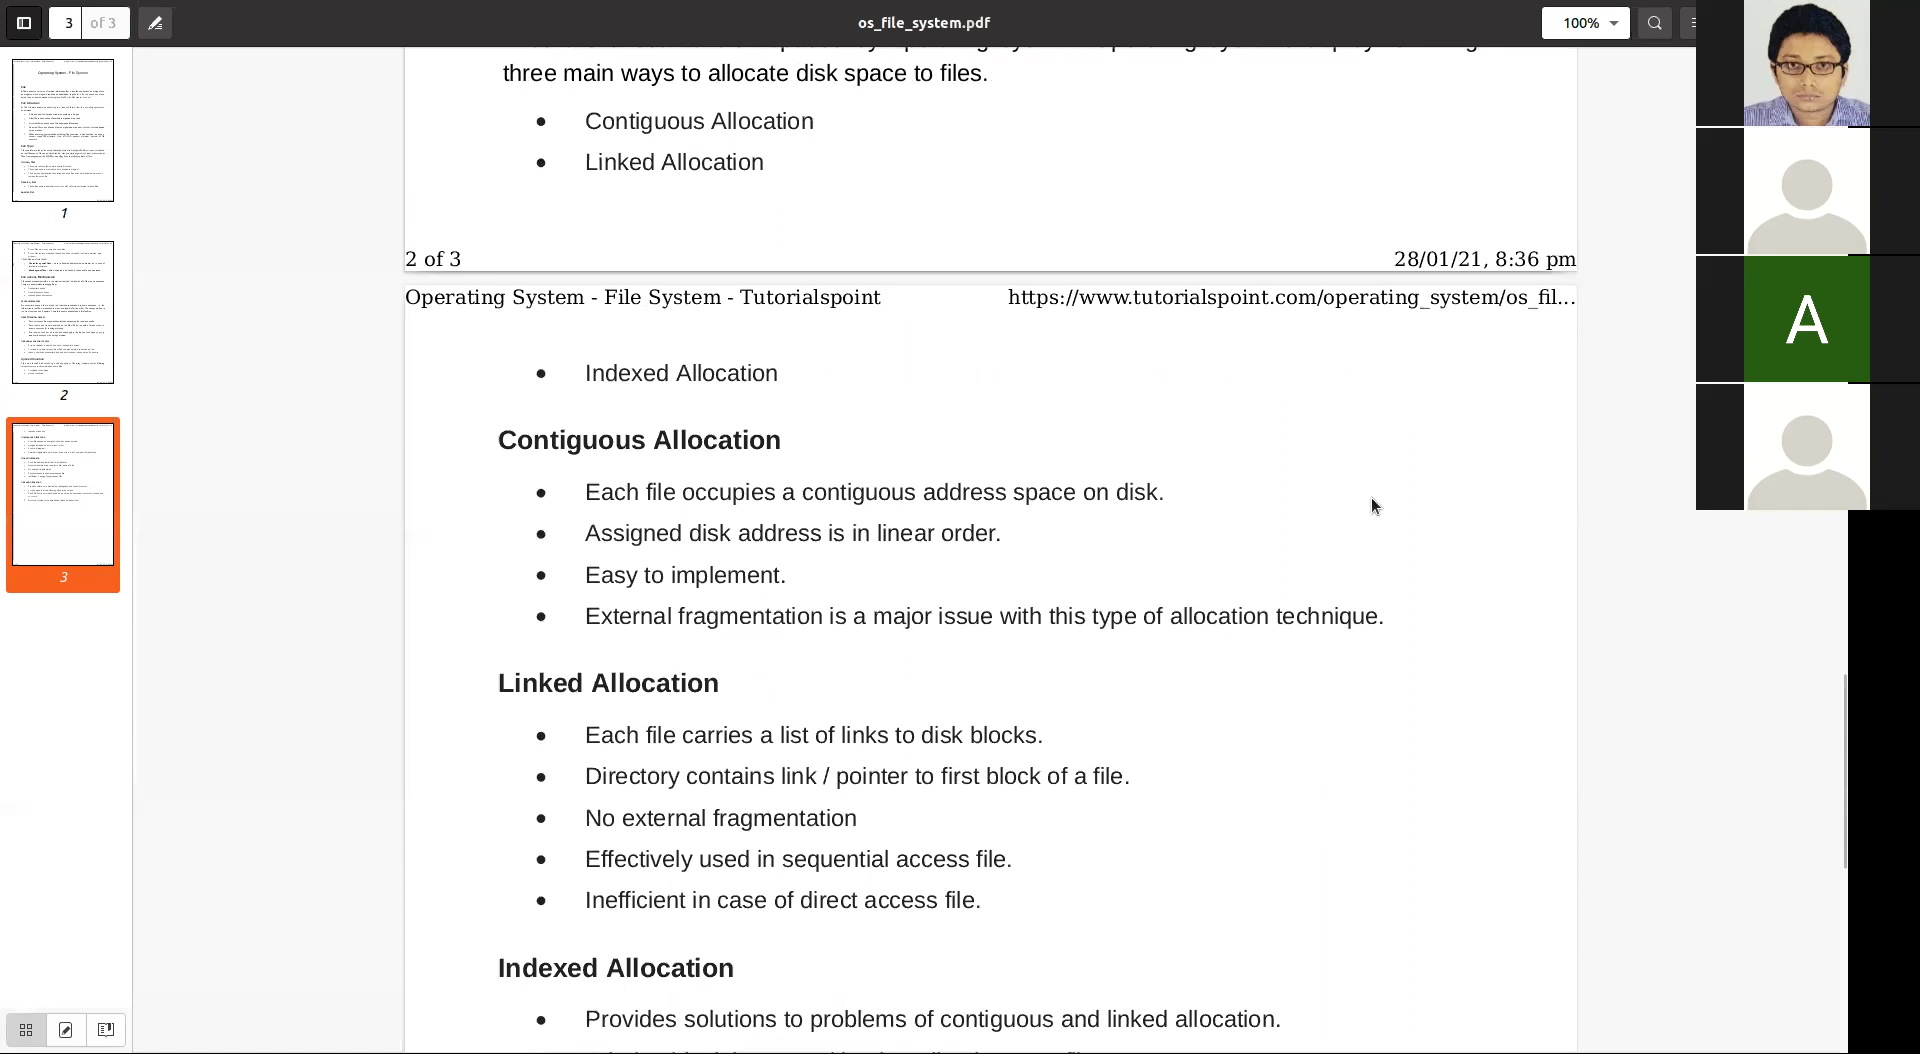 3 of 3
os_file_system.pdf
100%
three main ways to allocate disk space to files.
● Contiguous Allocation
● Linked Allocation
2 of 3 28/01/21, 8:36 pm
Operating System - File System - Tutorialspoint https://www.tutorialspoint.com/operating_system/os_fil...
● Indexed Allocation
Contiguous Allocation
● Each file occupies a contiguous address space on disk.
● Assigned disk address is in linear order.
● Easy to implement.
● External fragmentation is a major issue with this type of allocation technique.
Linked Allocation
● Each file carries a list of links to disk blocks.
● Directory contains link / pointer to first block of a file.
● No external fragmentation
● Effectively used in sequential access file.
● Inefficient in case of direct access file.
Indexed Allocation
● Provides solutions to problems of contiguous and linked allocation.
1
2
3
A